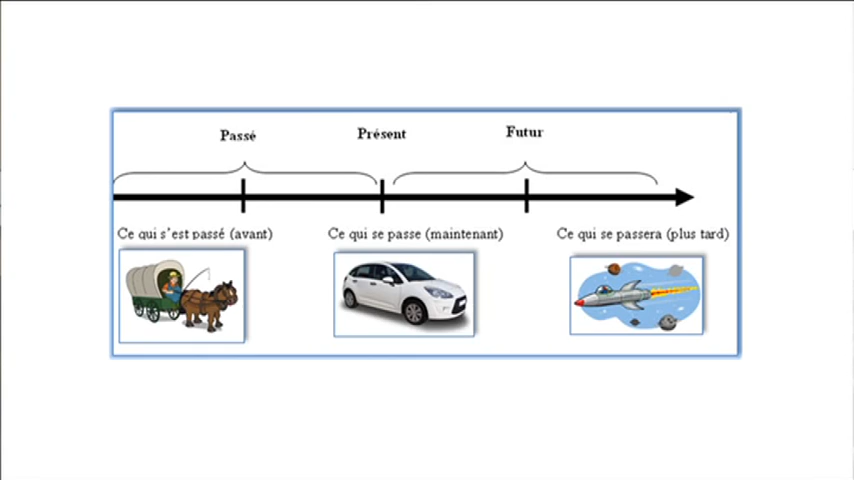 Passé
Présent
Futur
Ce qui s'est passé (avant)
Ce qui se passe (maintenant)
Ce qui se passera (plus tard)